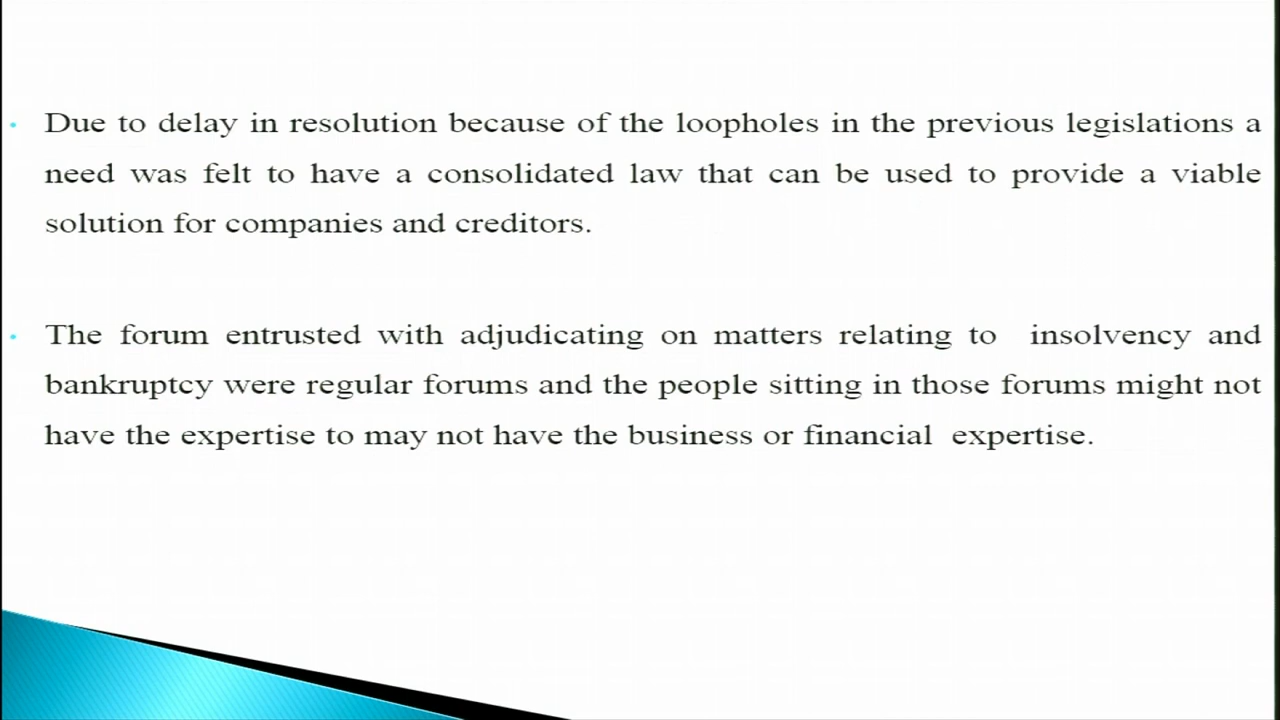 Due to delay in resolution because of the loopholes in the previous legislations a
need was felt to have a consolidated law that can be used to provide a viable
solution for companies and creditors.
The forum entrusted with adjudicating on matters relating to insolvency and
bankruptcy were regular forums and the people sitting in those forums might not
have the expertise to may not have the business or financial expertise.